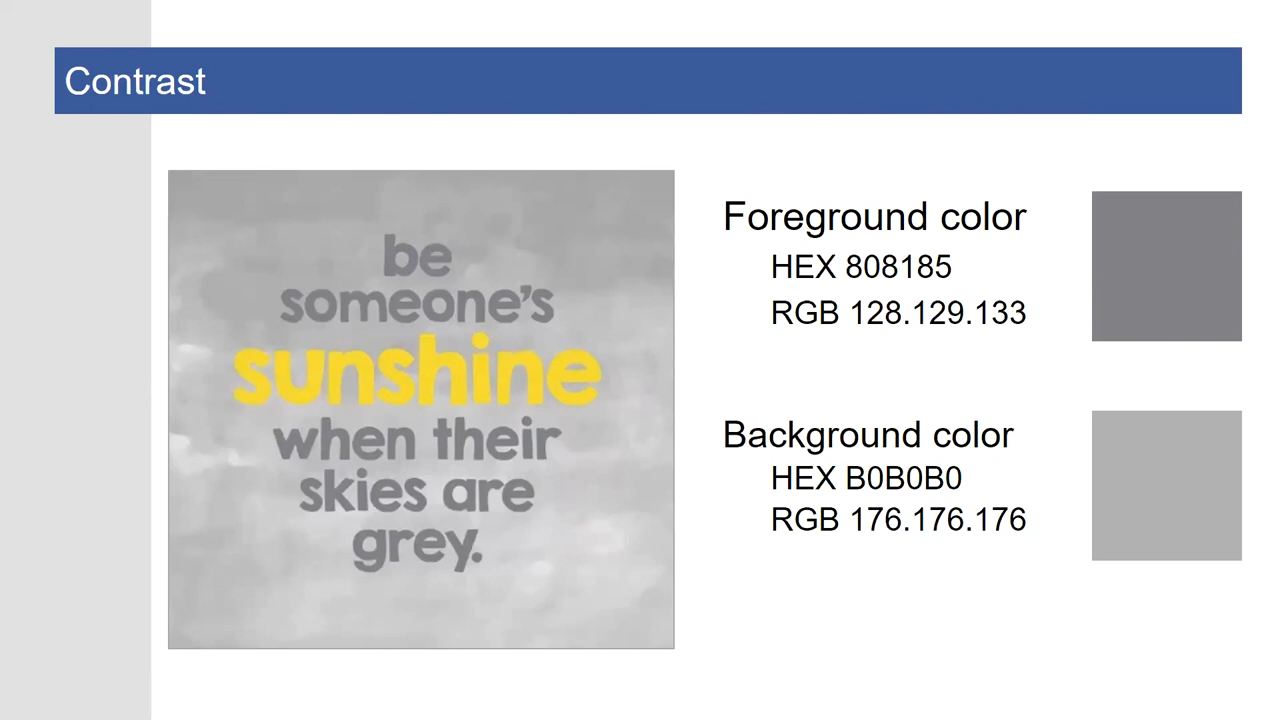 Contrast
be
someone's
sunshine
when their
skies are
grey.
Foreground color
HEX 808185
RGB 128.129.133
Background color
HEX B0B0B0
RGB 176.176.176